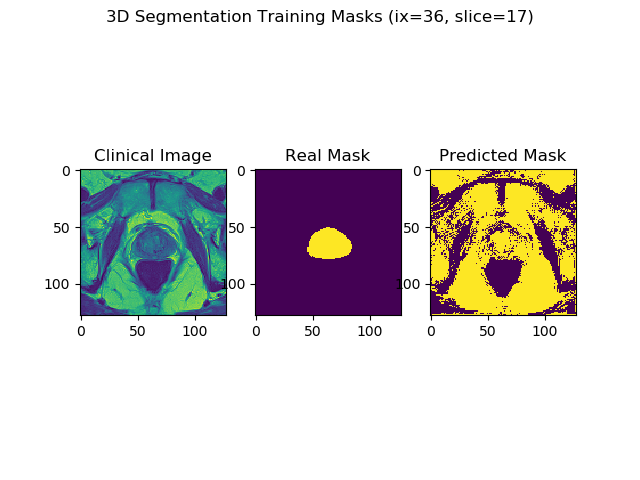 3D Segmentation Training Masks (ix=36, slice=17)
Clinical Image Real Mask Predicted Mask
0 0 0
50 50 50
100 100 100
0 50 100 0 50 100 0 50 100